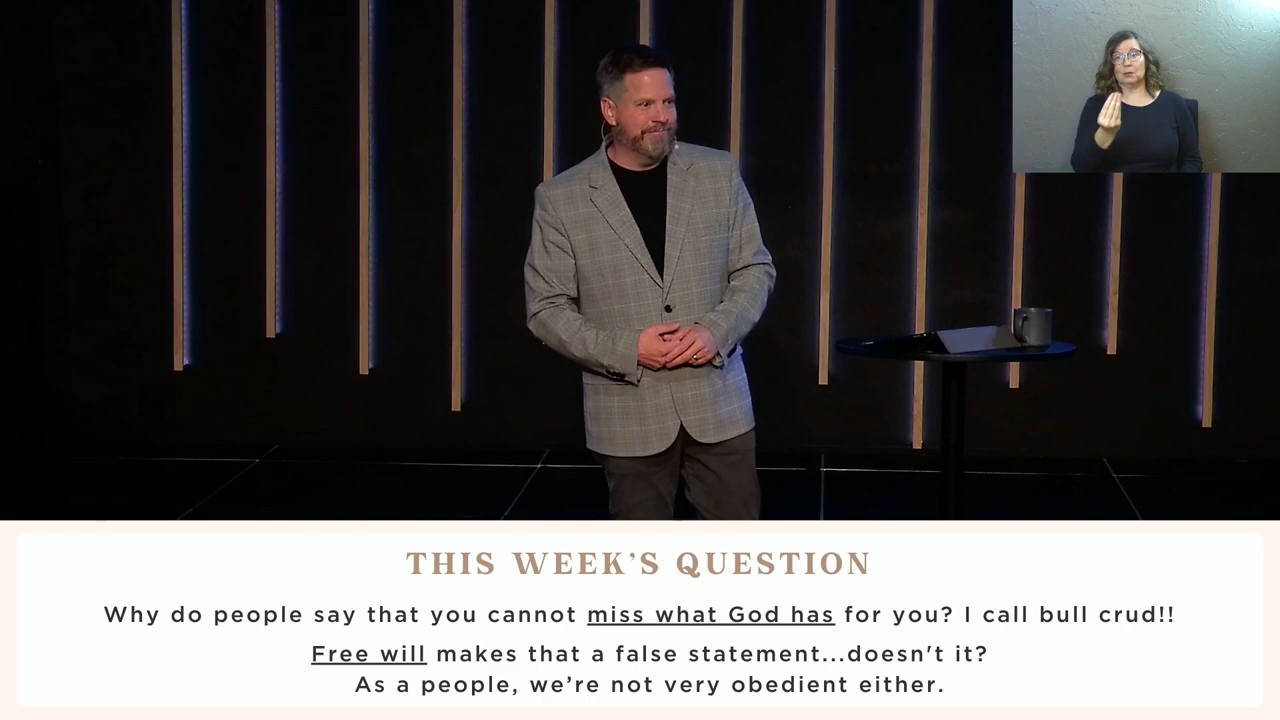 THIS WEEK’S QUESTION
Why do people say that you cannot miss what God has for you? I call bull crud!!
Free will makes that a false statement...doesn't it?
As a people, we’re not very obedient either.